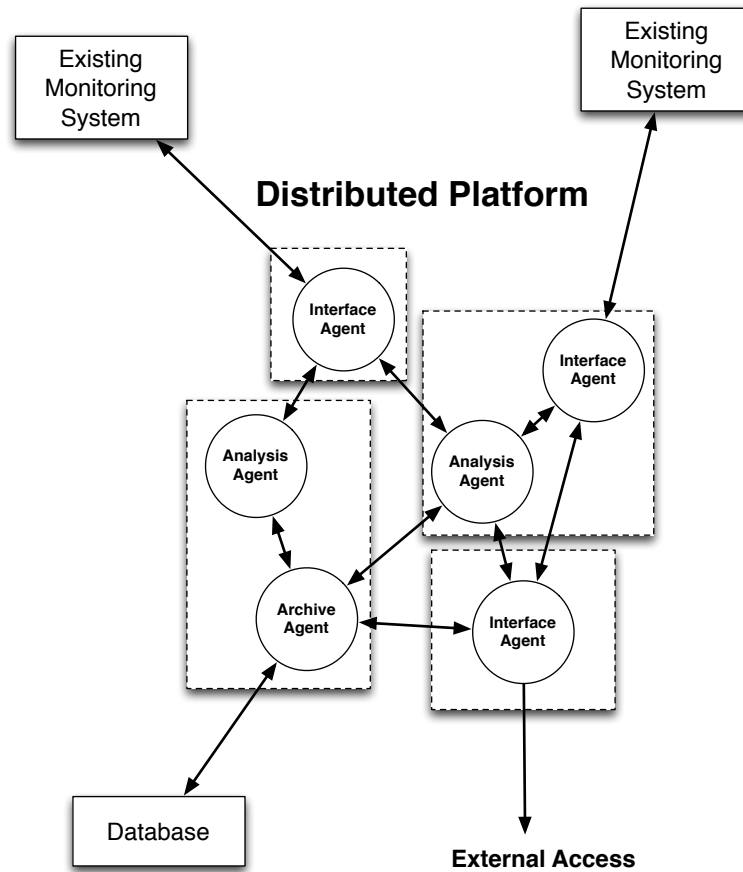 Existing
Monitoring
System
Existing
Monitoring
System
Distributed Platform
Interface
Agent
Interface
Agent
Analysis
Agent
Analysis
Agent
Archive
Agent
Interface
Agent
Database
External Access